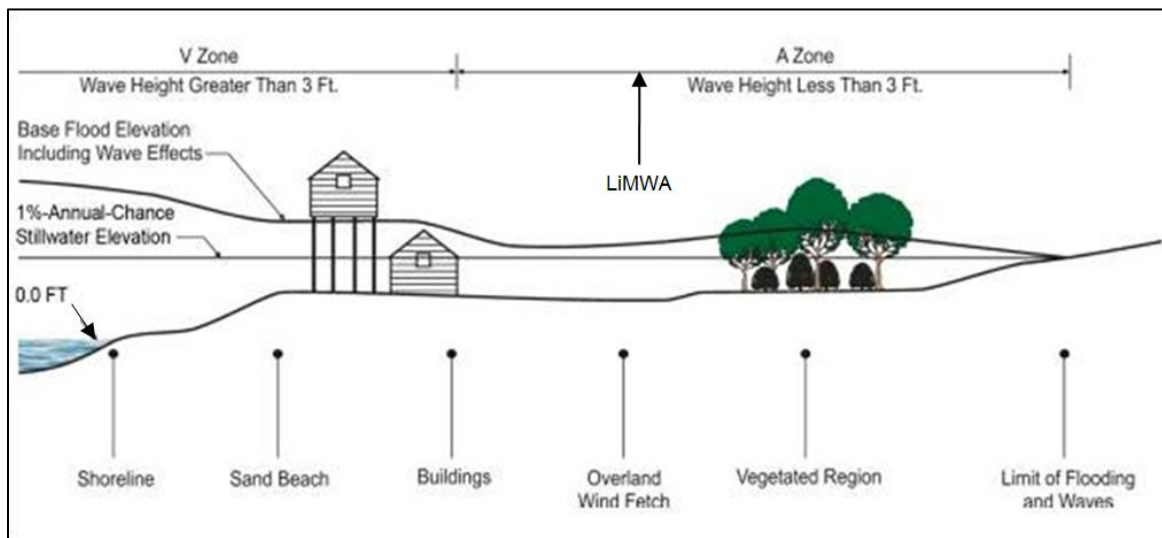 V Zone
Wave Height Greater Than 3 Ft.
A Zone
Wave Height Less Than 3 Ft.
LiMWA
Base Flood Elevation
Including Wave Effects
1%-Annual-Chance
Stillwater Elevation
0.0 FT
Shoreline
Sand Beach
Buildings
Overland
Wind Fetch
Vegetated Region
Limit of Flooding
and Waves